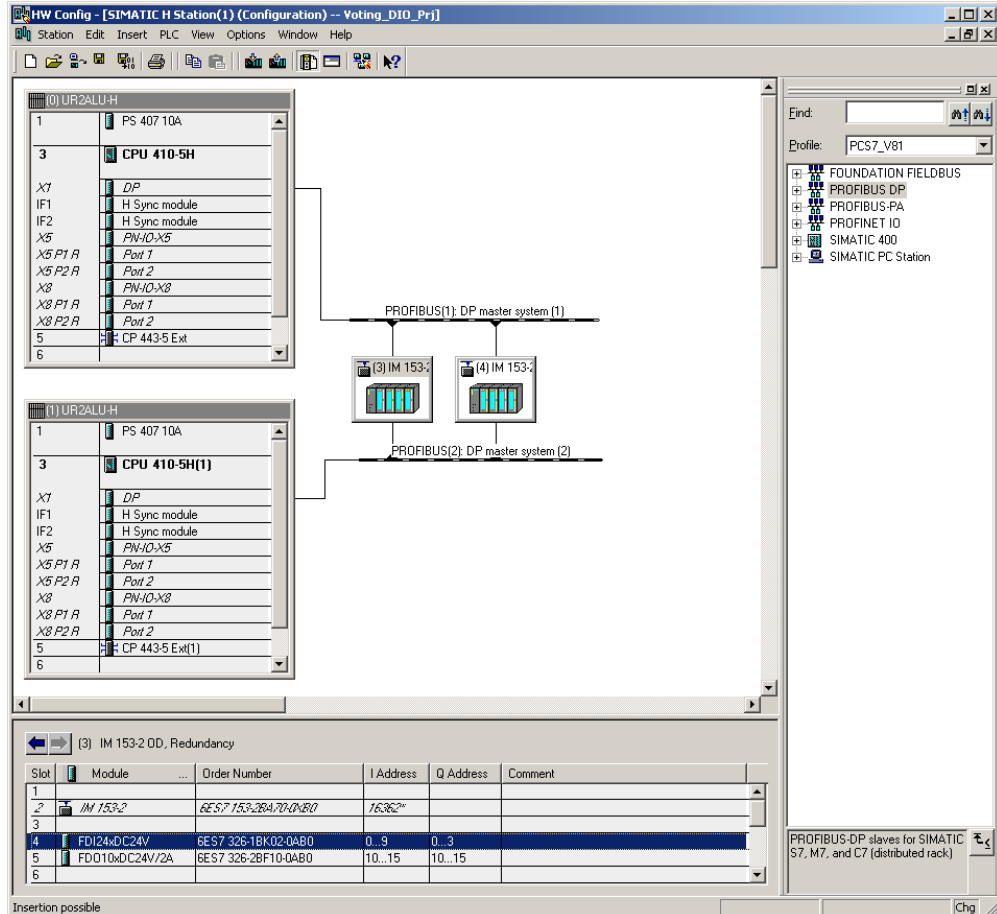 HW Config - [SIMATIC H Station(1) (Configuration) -- Voting_DIO_Prj]
Station Edit Insert PLC View Options Window Help
(0) UR2ALU-H
1 PS 407 10A
3 CPU 410-5H
X1 DP
IF1 H Sync module
IF2 H Sync module
X5 PN-IO-X5
X5 P1 R Port 1
X5 P2 R Port 2
X8 PN-IO-X8
X8 P1 R Port 1
X8 P2 R Port 2
5 CP 443-5 Ext
6
PROFIBUS(1): DP master system (1)
(3) IM 153-2
(4) IM 153-2
PROFIBUS(2): DP master system (2)
(1) UR2ALU-H
1 PS 407 10A
3 CPU 410-5H(1)
X1 DP
IF1 H Sync module
IF2 H Sync module
X5 PN-IO-X5
X5 P1 R Port 1
X5 P2 R Port 2
X8 PN-IO-X8
X8 P1 R Port 1
X8 P2 R Port 2
5 CP 443-5 Ext(1)
6
Find:
Profile: PCS7_V81
FOUNDATION FIELDBUS
PROFIBUS DP
PROFIBUS-PA
PROFINET IO
SIMATIC 400
SIMATIC PC Station
(3) IM 153-2 OD, Redundancy
Slot Module ... Order Number I Address Q Address Comment
1
2 IM 153-2 6ES7 153-2BA70-0XB0 16362*
3
4 FDI24xDC24V 6ES7 326-1BK02-0AB0 0...9 0...3
5 FDO10xDC24V/2A 6ES7 326-2BF10-0AB0 10...15 10...15
6
PROFIBUS-DP slaves for SIMATIC
S7, M7, and C7 (distributed rack)
Insertion possible Chg